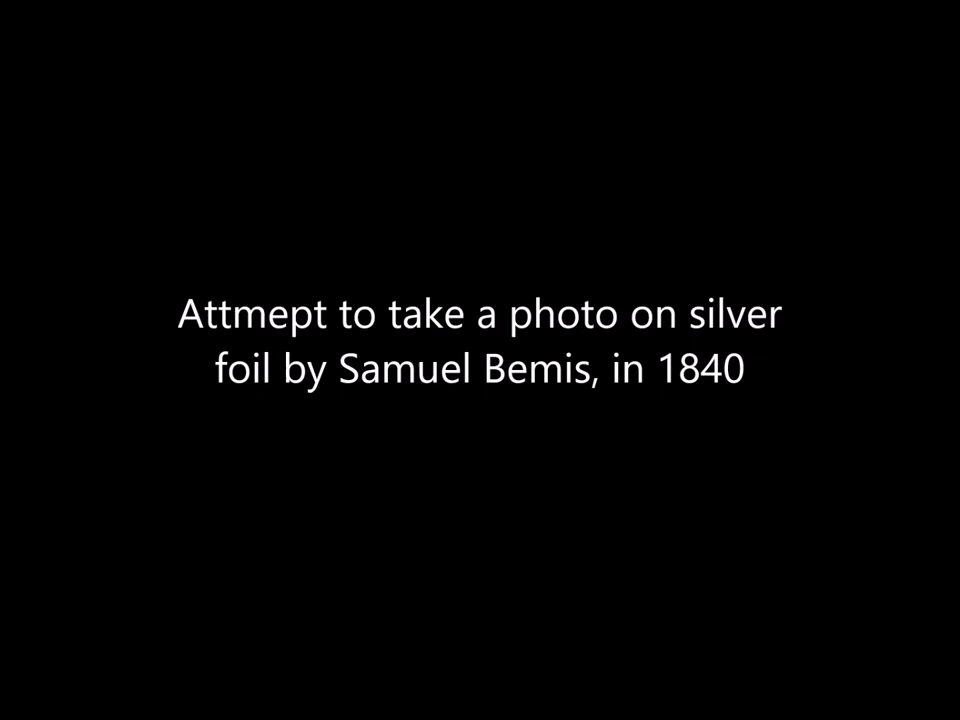 Attmept to take a photo on silver
foil by Samuel Bemis, in 1840